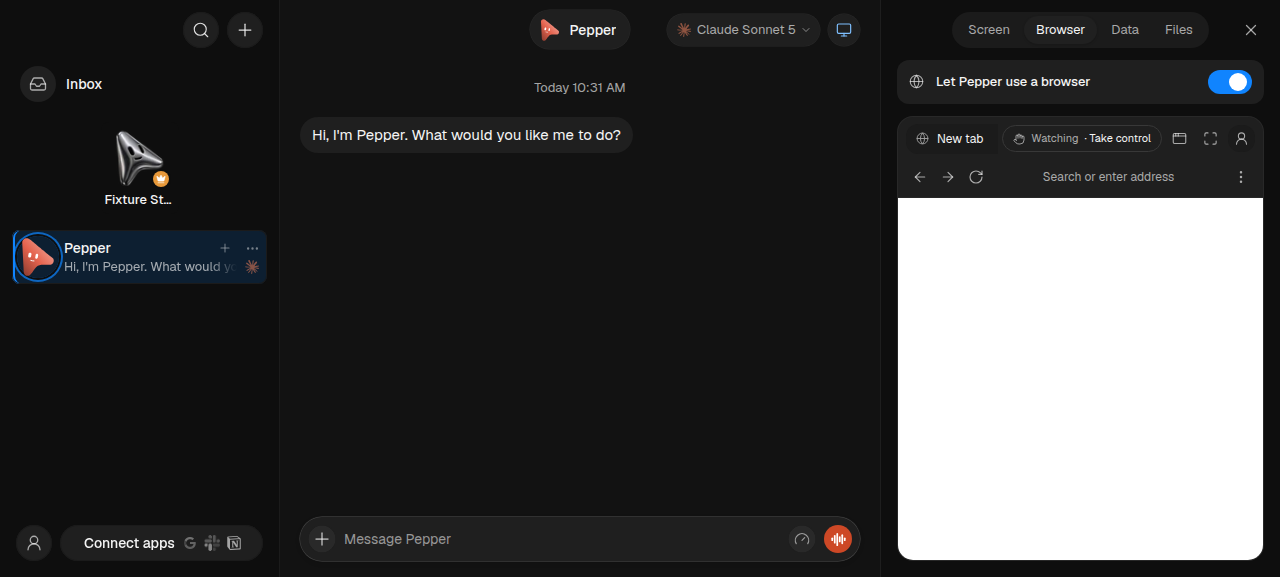 Inbox
Fixture St...
Pepper
Hi, I'm Pepper. What would yo
Connect apps
Pepper
Claude Sonnet 5
Today 10:31 AM
Hi, I'm Pepper. What would you like me to do?
Message Pepper
Screen Browser Data Files
Let Pepper use a browser
New tab
Watching · Take control
Search or enter address